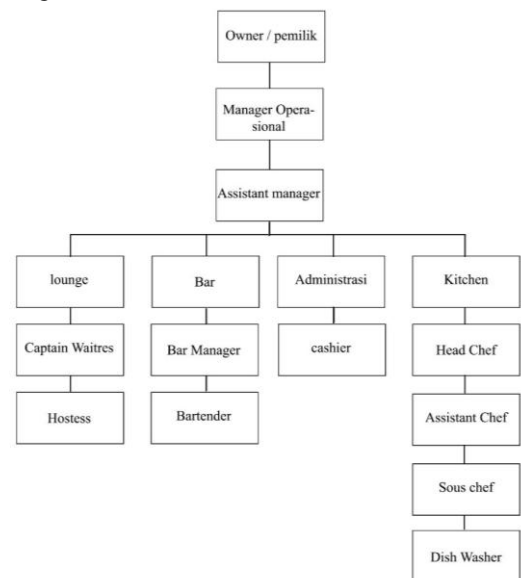 Owner / pemilik
Manager Opera-
sional
Assistant manager
lounge
Bar
Administrasi
Kitchen
Captain Waitres
Bar Manager
cashier
Head Chef
Hostess
Bartender
Assistant Chef
Sous chef
Dish Washer